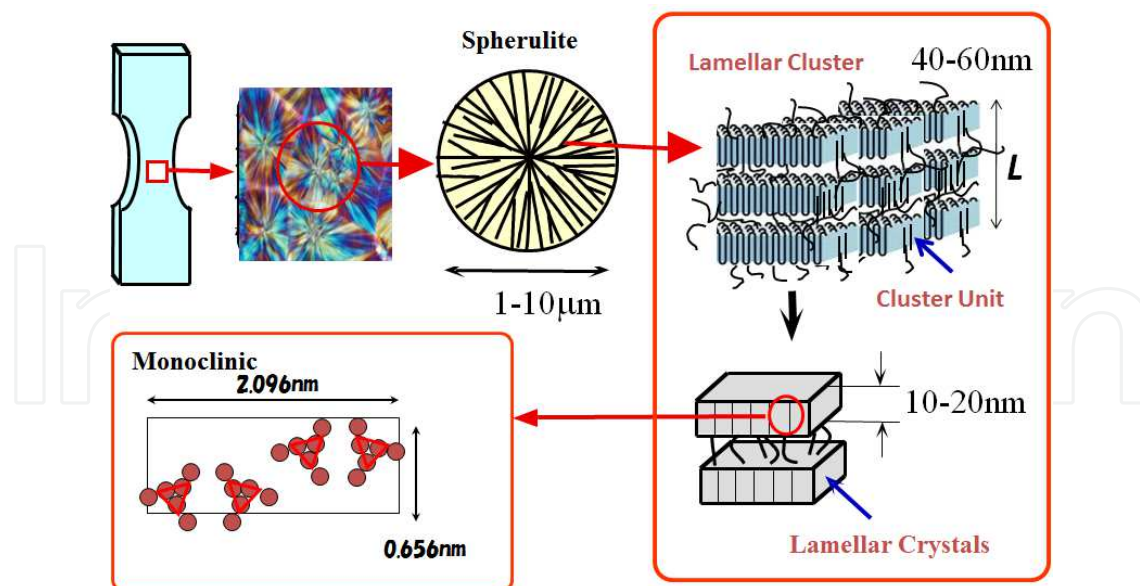 Spherulite
1-10μm
Lamellar Cluster
40-60nm
L
Cluster Unit
10-20nm
Lamellar Crystals
Monoclinic
2.096nm
0.656nm